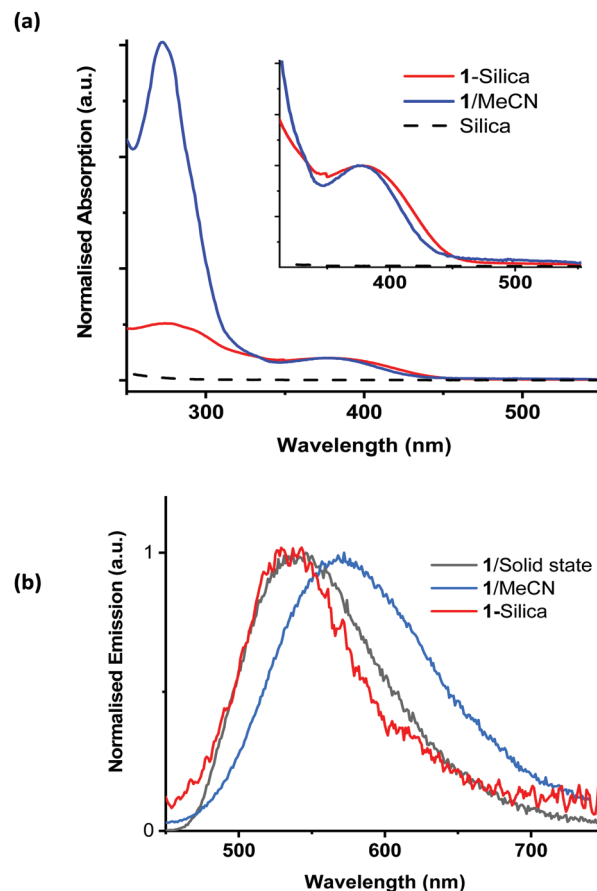 (a)
Normalised Absorption (a.u.)
1-Silica
1/MeCN
Silica
400
500
300
400
500
Wavelength (nm)
(b)
Normalised Emission (a.u.)
1
0
1/Solid state
1/MeCN
1-Silica
500
600
700
Wavelength (nm)